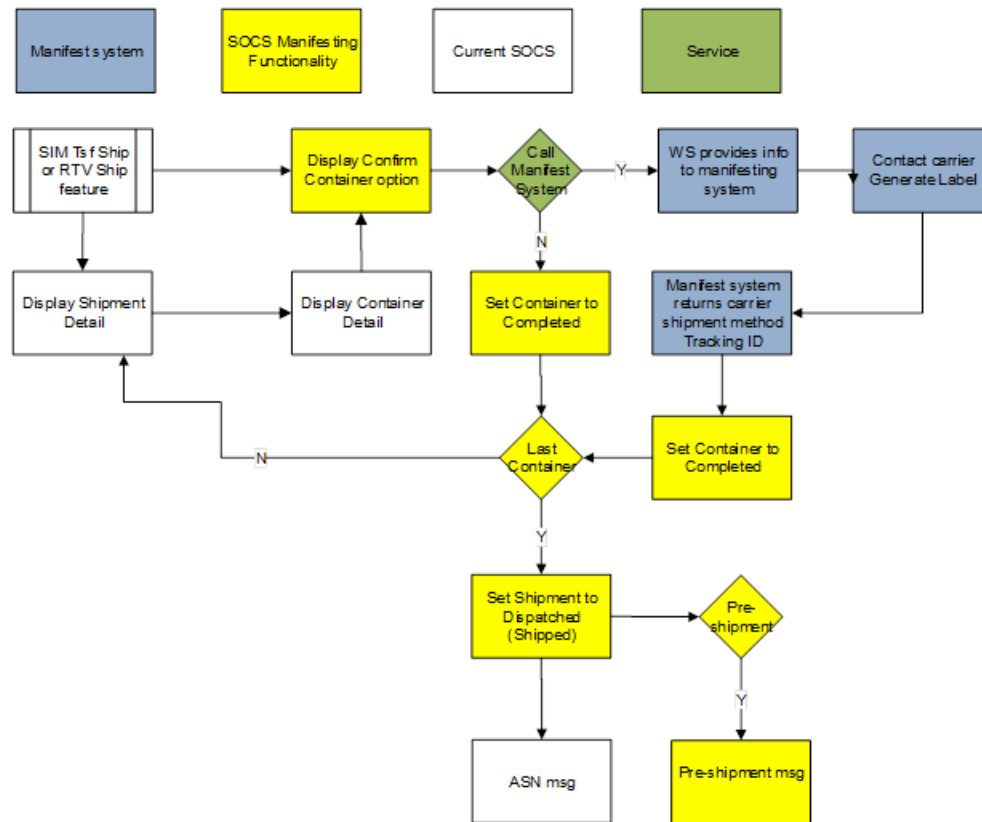 Manifest system
SOCS Manifesting
Functionality
Current SOCS
Service
SIM Tsf Ship
or RTV Ship
feature
Display Confirm
Container option
Call
Manifest
System
Y
WS provides info
to manifesting
system
Contact carrier
Generate Label
N
Display Shipment
Detail
Display Container
Detail
Set Container to
Completed
Manifest system
returns carrier
shipment method
Tracking ID
Last
Container
N
Set Container to
Completed
Y
Set Shipment to
Dispatched
(Shipped)
Pre-
shipment
Y
ASN msg
Pre-shipment msg